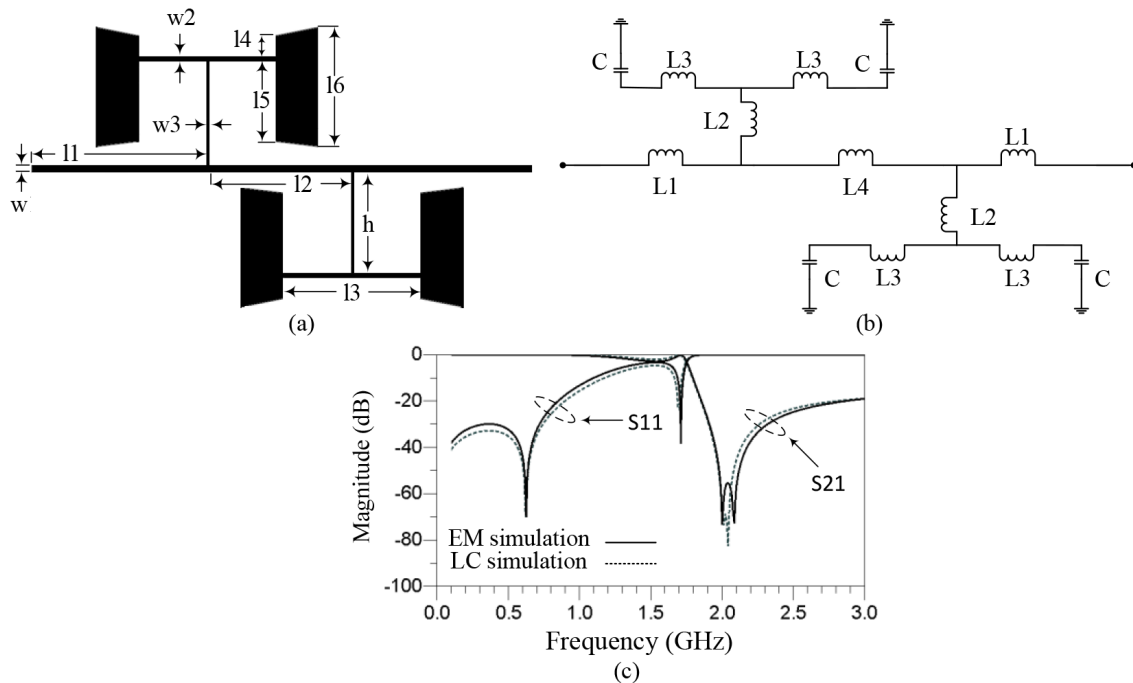 w2
l4
l6
l5
w3
l1
l2
w
h
l3
(a)
C
L3
L3
C
L2
L1
L1
L4
L2
C
L3
L3
C
(b)
0
-20
-40
-60
-80
-100
Magnitude (dB)
S11
S21
EM simulation
LC simulation
0.0
0.5
1.0
1.5
2.0
2.5
3.0
Frequency (GHz)
(c)